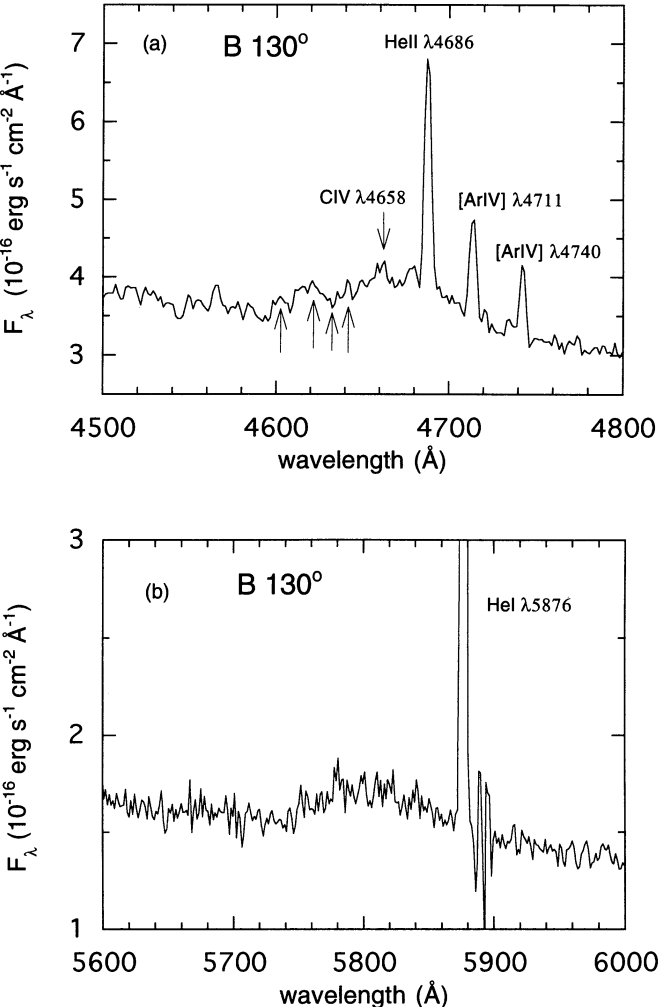 (a)
B 130°
HeII λ4686
CIV λ4658
[ArIV] λ4711
[ArIV] λ4740
7
6
5
4
3
Fλ (10⁻¹⁶ erg s⁻¹ cm⁻² Å⁻¹)
4500 4600 4700 4800
wavelength (Å)
(b)
B 130°
HeI λ5876
3
2
1
Fλ (10⁻¹⁶ erg s⁻¹ cm⁻² Å⁻¹)
5600 5700 5800 5900 6000
wavelength (Å)